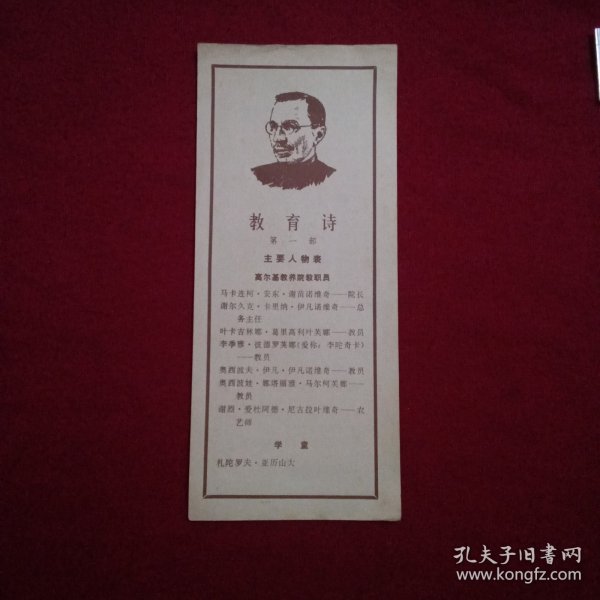 教育诗
第一部
主要人物表
高尔基教养院教职员
马卡连柯·安东·谢苗诺维奇——院长
谢尔久克·卡里纳·伊凡诺维奇——总
务主任
叶卡吉林娜·葛里高利叶芙娜——教员
李季雅·彼得罗芙娜(爱称：李陀奇卡)
——教员
奥西波夫·伊凡·伊凡诺维奇——教员
奥西波娃·娜塔丽雅·马尔柯芙娜——
教员
谢烈·爱杜阿德·尼古拉叶维奇——农
艺师
学童
札陀罗夫·亚历山大
孔夫子旧书网
www.kongfz.com